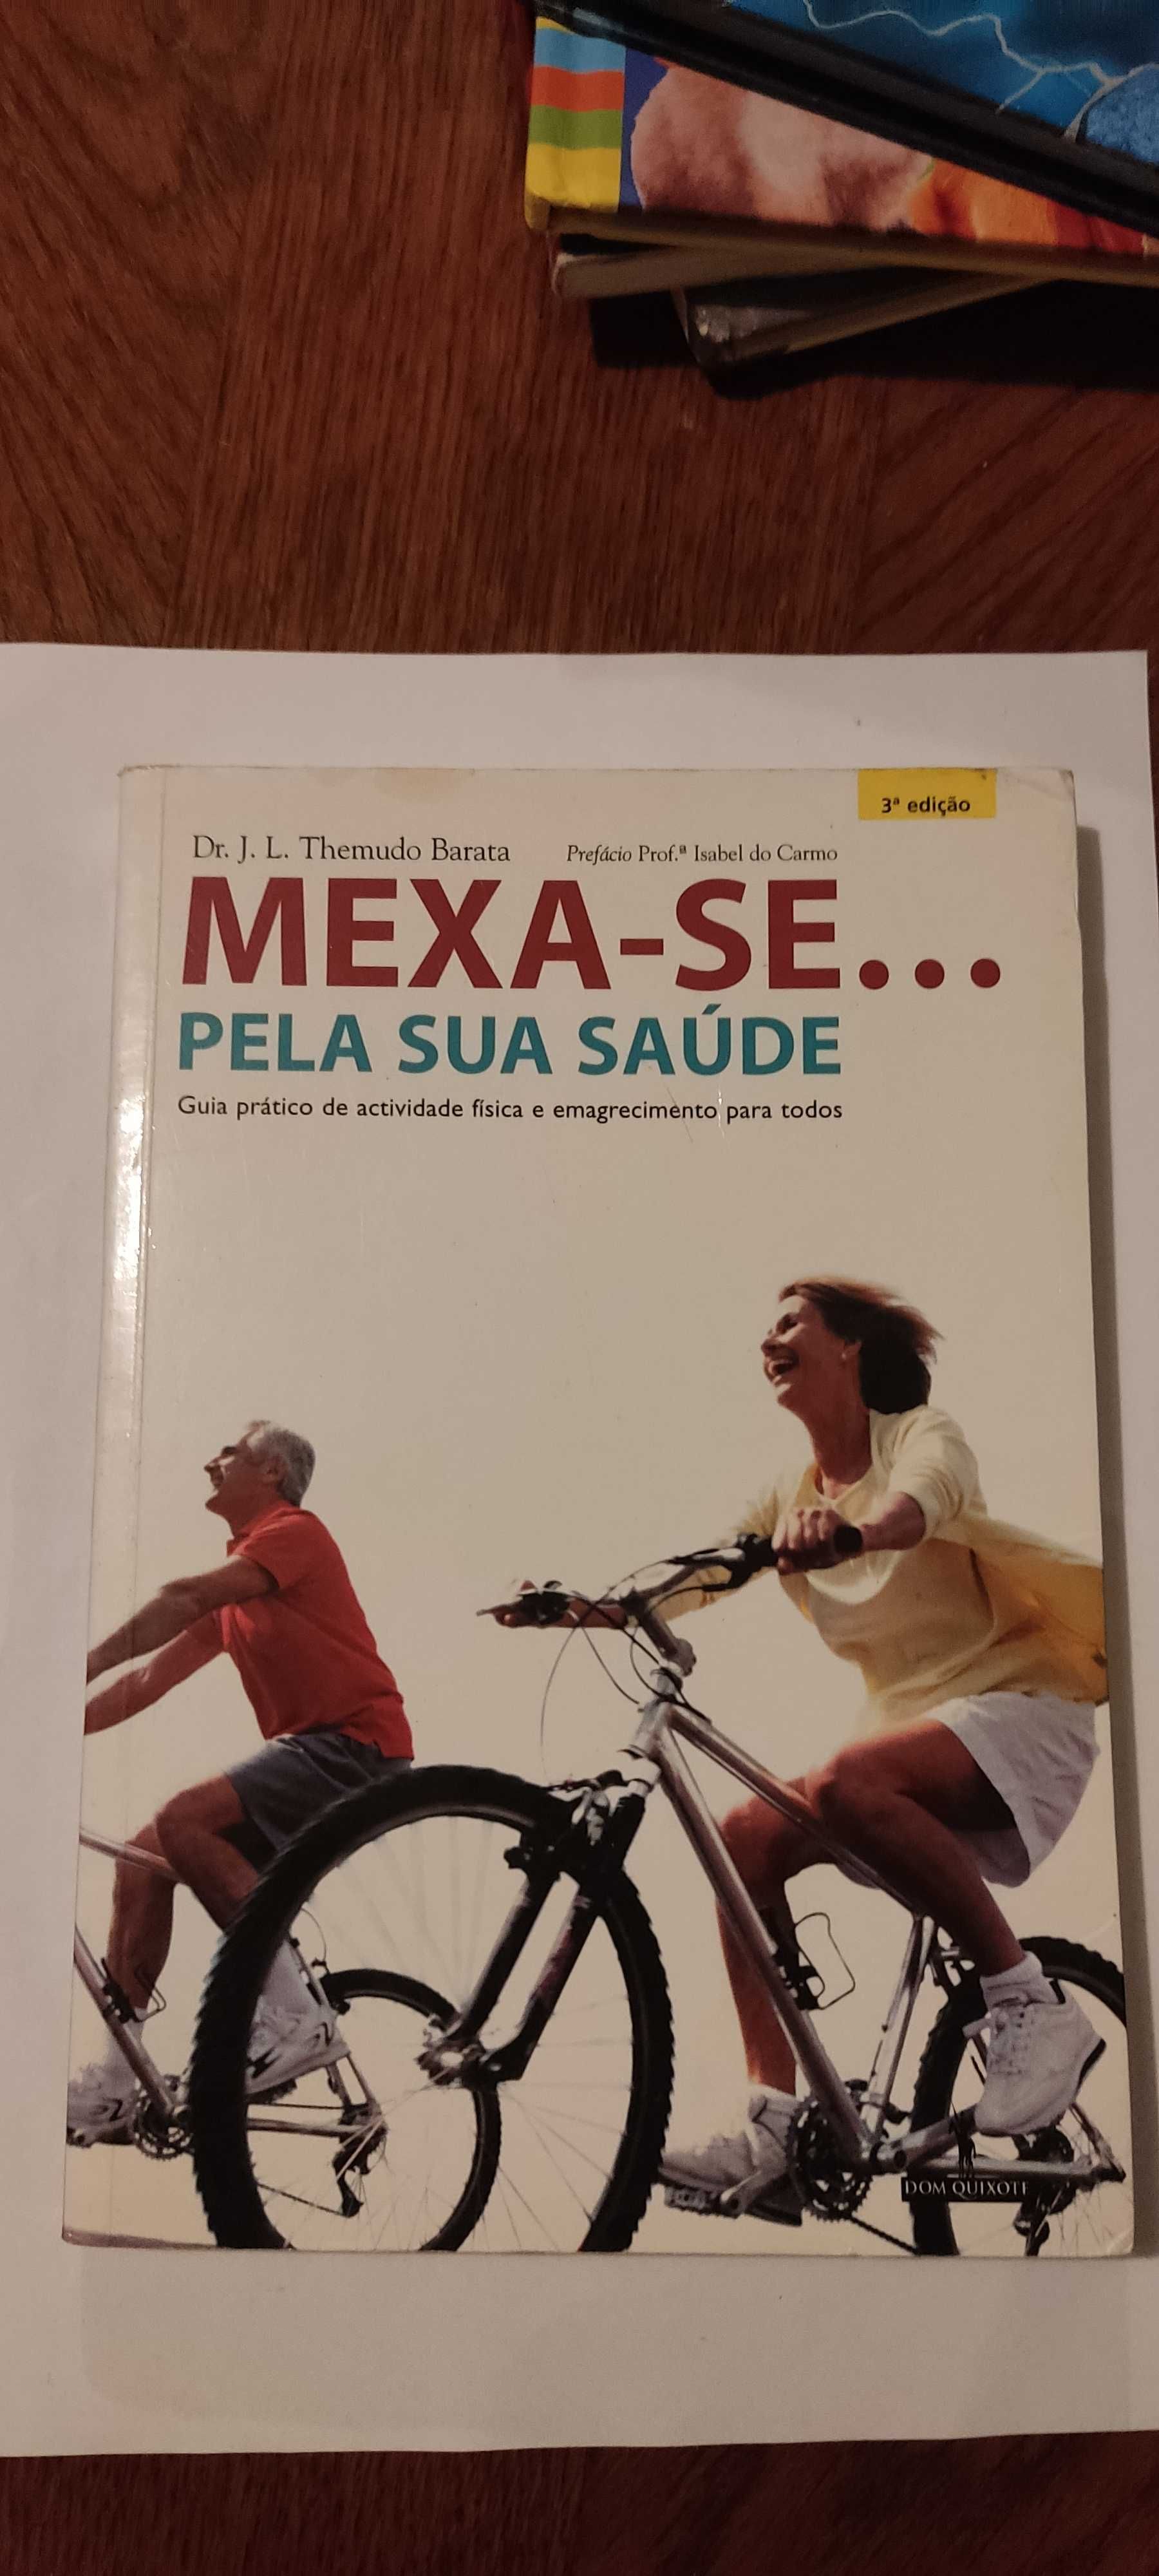 3ª edição
Dr. J. L. Themudo Barata Prefácio Prof.ª Isabel do Carmo
MEXA-SE...
PELA SUA SAÚDE
Guia prático de actividade física e emagrecimento para todos
DOM QUIXOTE